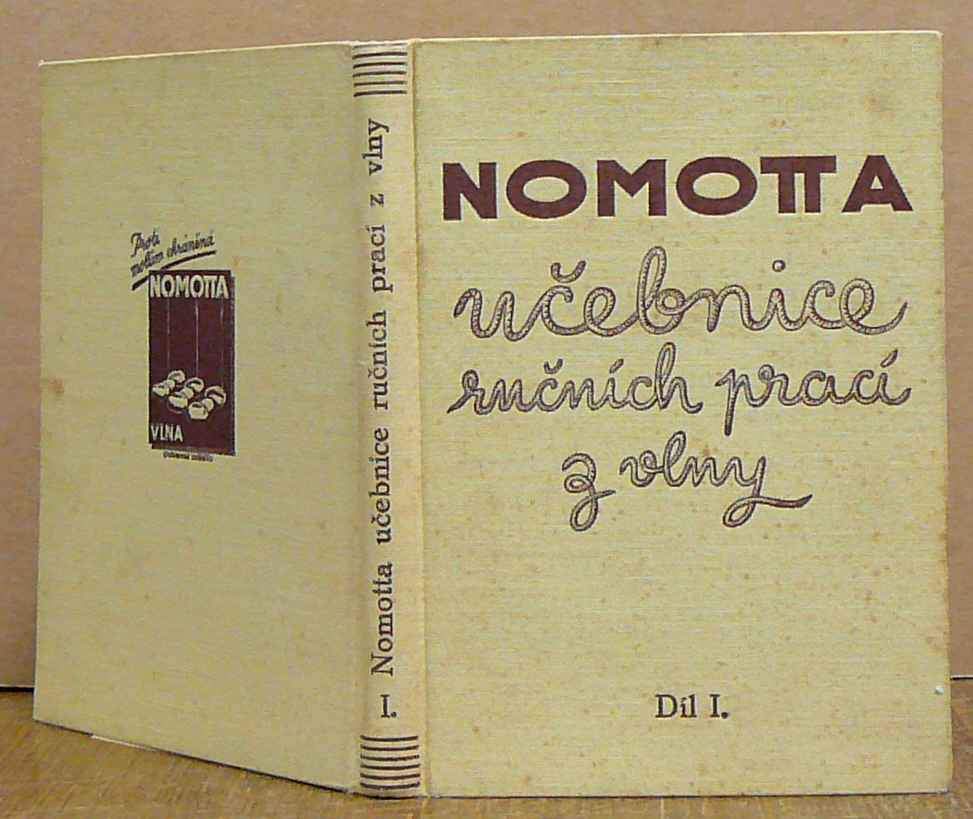 Proti
molům chráněná
NOMOTTA
VLNA
I. Nomotta učebnice ručních prací z vlny
NOMOTTA
učebnice
ručních prací
z vlny
Díl I.